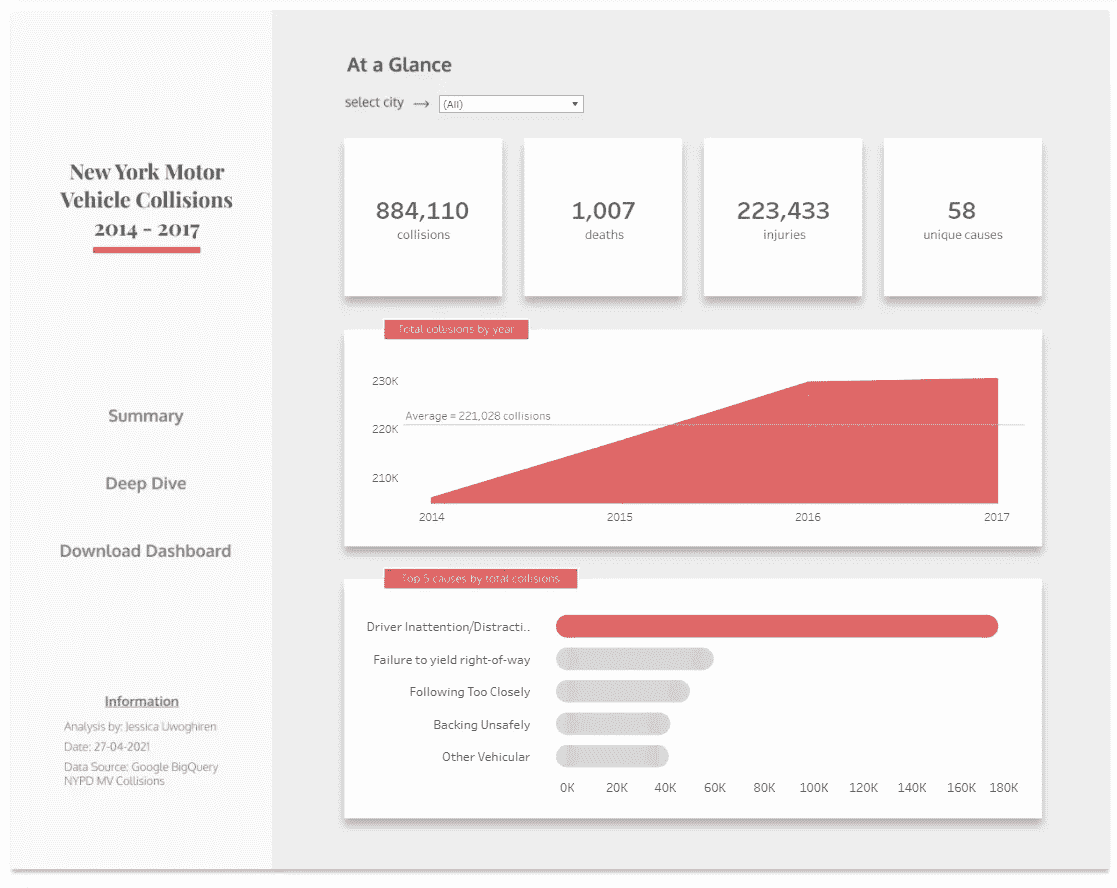 New York Motor
Vehicle Collisions
2014 - 2017
Summary
Deep Dive
Download Dashboard
Information
Analysis by: Jessica Uwoghiren
Date: 27-04-2021
Data Source: Google BigQuery
NYPD MV Collisions
At a Glance
select city
(All)
884,110
collisions
1,007
deaths
223,433
injuries
58
unique causes
Total collisions by year
230K
Average = 221,028 collisions
220K
210K
2014 2015 2016 2017
Top 5 causes by total collisions
Driver Inattention/Distracti..
Failure to yield right-of-way
Following Too Closely
Backing Unsafely
Other Vehicular
0K 20K 40K 60K 80K 100K 120K 140K 160K 180K